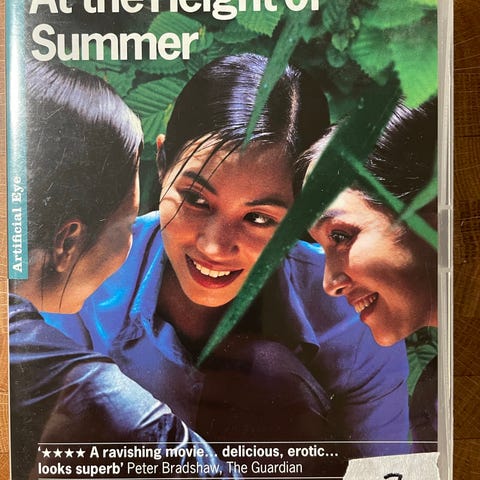 At the Height of
Summer
Artificial Eye
‘★★★★ A ravishing movie... delicious, erotic...
looks superb’ Peter Bradshaw, The Guardian